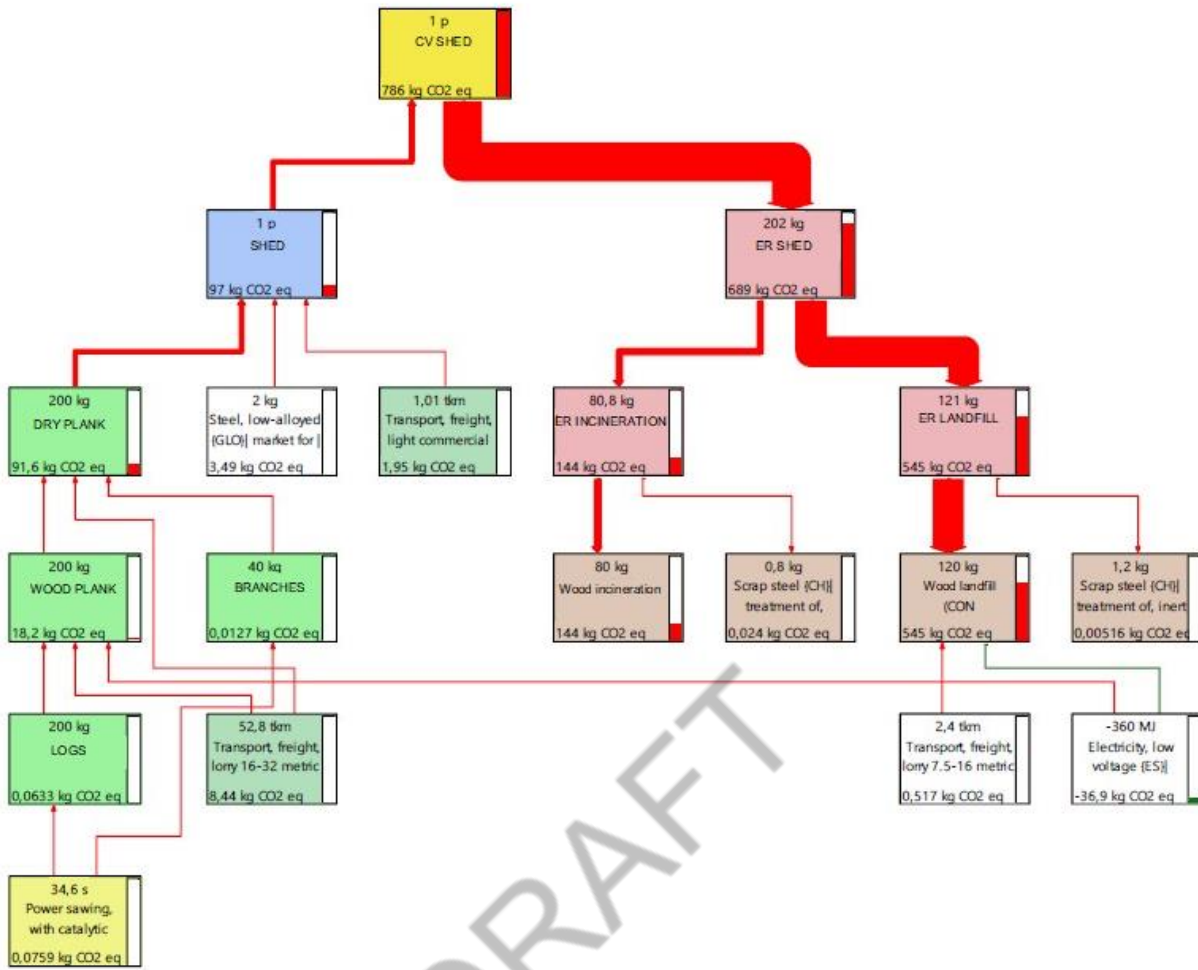 1 p
CV SHED
786 kg CO2 eq
1 p
SHED
97 kg CO2 eq
202 kg
ER SHED
689 kg CO2 eq
200 kg
DRY PLANK
91,6 kg CO2 eq
2 kg
Steel, low-alloyed
{GLO}| market for |
3,49 kg CO2 eq
1,01 tkm
Transport, freight,
light commercial
1,95 kg CO2 eq
80,8 kg
ER INCINERATION
144 kg CO2 eq
121 kg
ER LANDFILL
545 kg CO2 eq
200 kg
WOOD PLANK
18,2 kg CO2 eq
40 kg
BRANCHES
0,0127 kg CO2 eq
80 kg
Wood incineration
144 kg CO2 eq
0,8 kg
Scrap steel {CH}|
treatment of,
0,024 kg CO2 eq
120 kg
Wood landfill
(CON
545 kg CO2 eq
1,2 kg
Scrap steel {CH}|
treatment of, inert
0,00516 kg CO2 eq
200 kg
LOGS
0,0633 kg CO2 eq
52,8 tkm
Transport, freight,
lorry 16-32 metric
8,44 kg CO2 eq
2,4 tkm
Transport, freight,
lorry 7.5-16 metric
0,517 kg CO2 eq
-360 MJ
Electricity, low
voltage {ES}|
-36,9 kg CO2 eq
34,6 s
Power sawing,
with catalytic
0,0759 kg CO2 eq
DRAFT